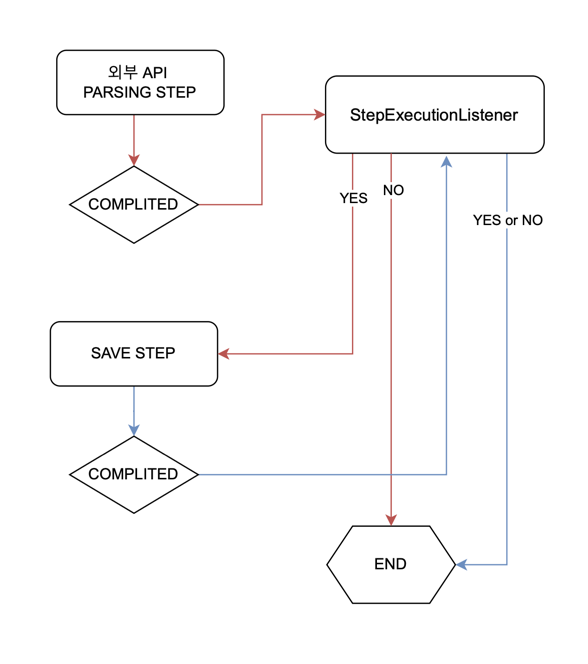 외부 API
PARSING STEP
StepExecutionListener
COMPLITED
YES
NO
YES or NO
SAVE STEP
COMPLITED
END